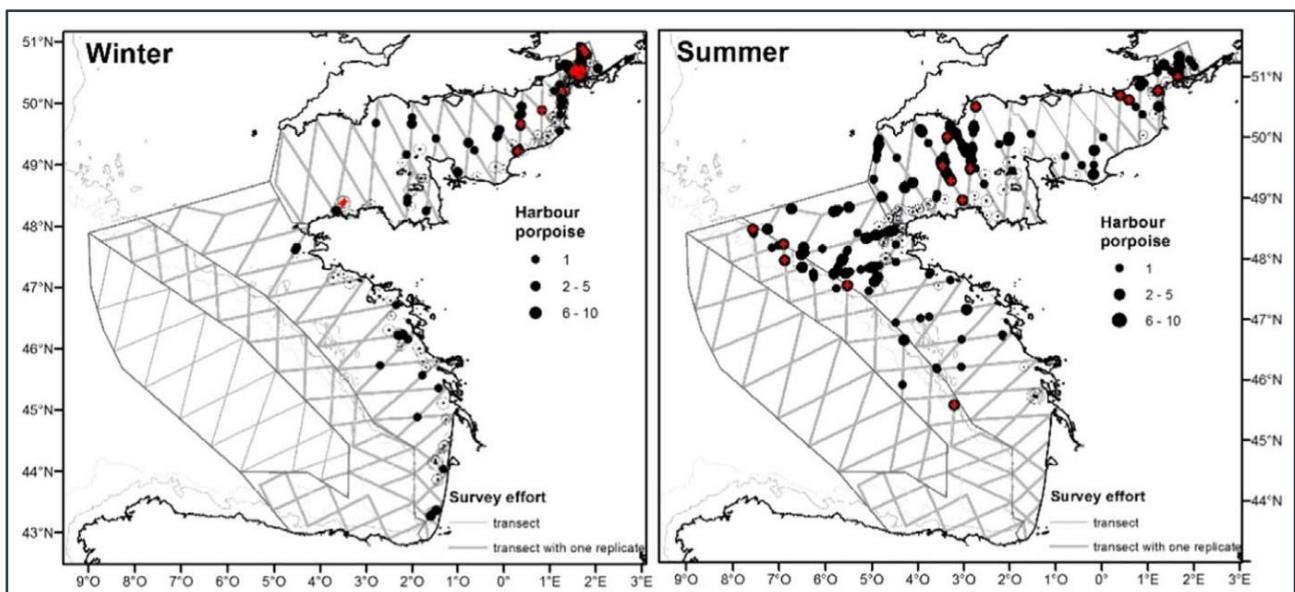 Winter
51°N
50°N
49°N
48°N
47°N
46°N
45°N
44°N
43°N
Harbour
porpoise
1
2 - 5
6 - 10
Survey effort
transect
transect with one replicate
9°O 8°O 7°O 6°O 5°O 4°O 3°O 2°O 1°O 0° 1°E 2°E 3°E
Summer
51°N
50°N
49°N
48°N
47°N
46°N
45°N
44°N
Harbour
porpoise
1
2 - 5
6 - 10
Survey effort
transect
transect with one replicate
9°O 8°O 7°O 6°O 5°O 4°O 3°O 2°O 1°O 0° 1°E 2°E 3°E